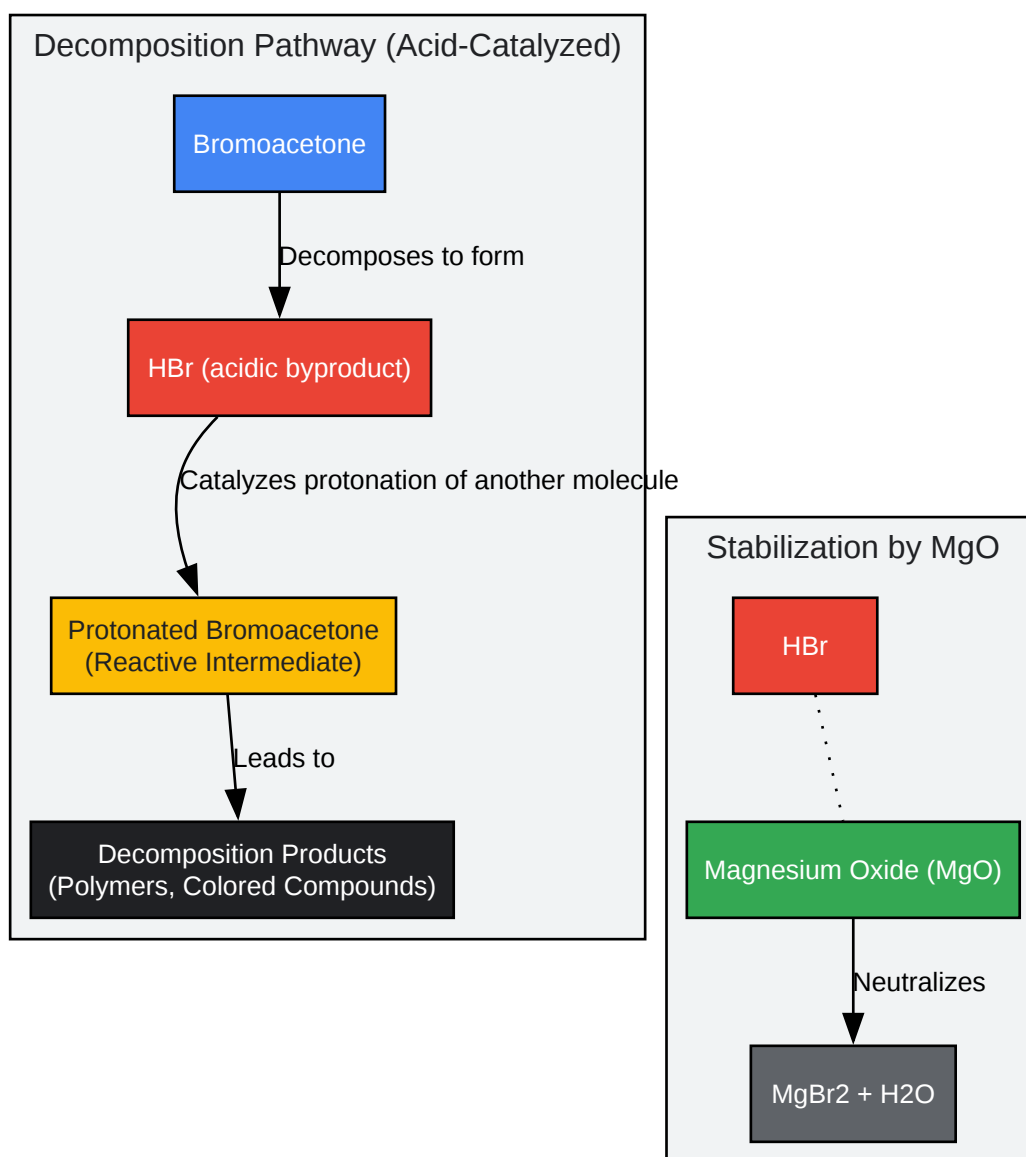 Decomposition Pathway (Acid-Catalyzed)
Bromoacetone
Decomposes to form
HBr (acidic byproduct)
Catalyzes protonation of another molecule
Protonated Bromoacetone
(Reactive Intermediate)
Leads to
Decomposition Products
(Polymers, Colored Compounds)
Stabilization by MgO
HBr
Magnesium Oxide (MgO)
Neutralizes
MgBr2 + H2O